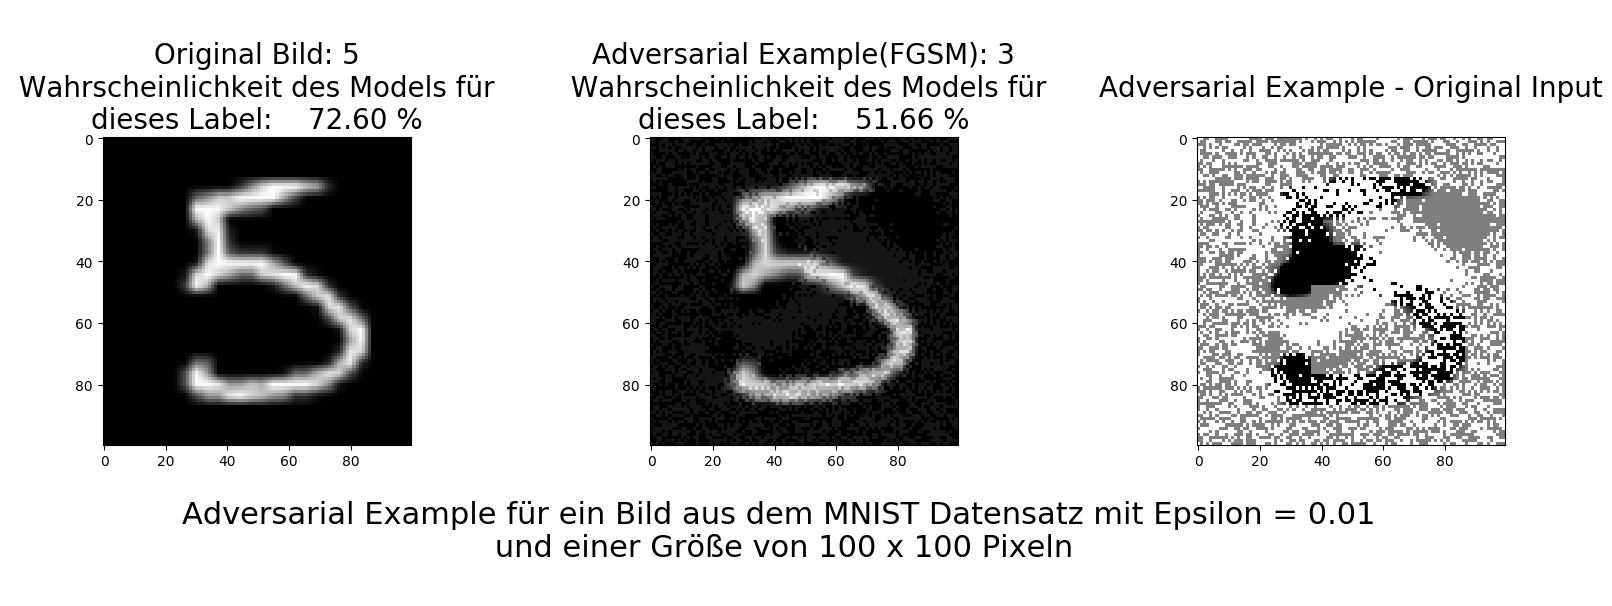 Original Bild: 5
Wahrscheinlichkeit des Models für
dieses Label: 72.60 %
0
20
40
60
80
0 20 40 60 80
Adversarial Example(FGSM): 3
Wahrscheinlichkeit des Models für
dieses Label: 51.66 %
0
20
40
60
80
0 20 40 60 80
Adversarial Example - Original Input
0
20
40
60
80
0 20 40 60 80
Adversarial Example für ein Bild aus dem MNIST Datensatz mit Epsilon = 0.01
und einer Größe von 100 x 100 Pixeln